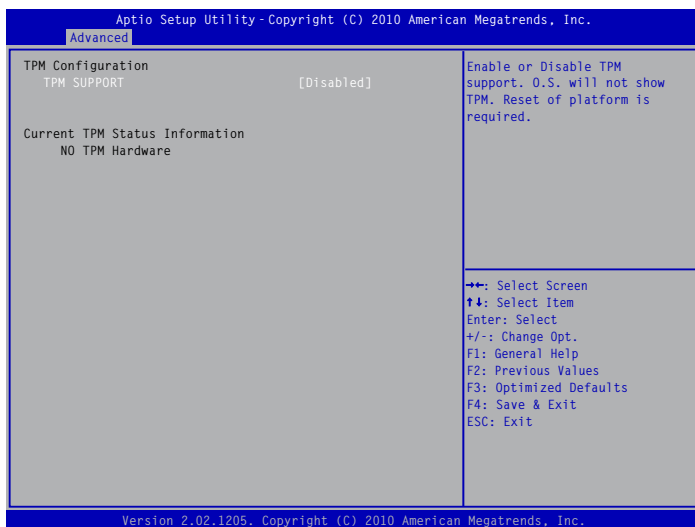 Aptio Setup Utility - Copyright (C) 2010 American Megatrends, Inc.
Advanced
TPM Configuration
TPM SUPPORT [Disabled]
Current TPM Status Information
NO TPM Hardware
Enable or Disable TPM
support. O.S. will not show
TPM. Reset of platform is
required.
→←: Select Screen
↑↓: Select Item
Enter: Select
+/-: Change Opt.
F1: General Help
F2: Previous Values
F3: Optimized Defaults
F4: Save & Exit
ESC: Exit
Version 2.02.1205. Copyright (C) 2010 American Megatrends, Inc.